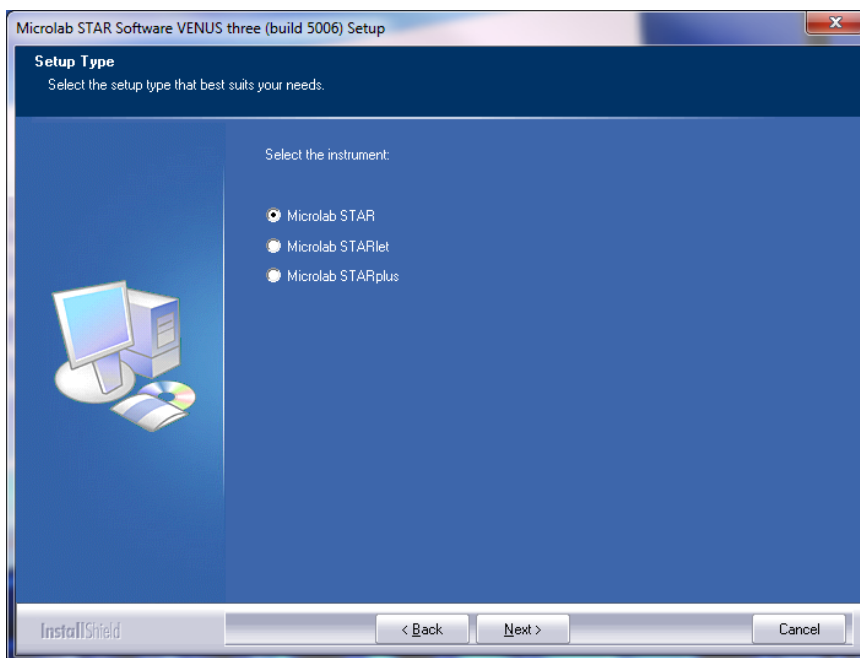 Microlab STAR Software VENUS three (build 5006) Setup
Setup Type
Select the setup type that best suits your needs.
Select the instrument:
Microlab STAR
Microlab STARlet
Microlab STARplus
InstallShield
< Back
Next >
Cancel